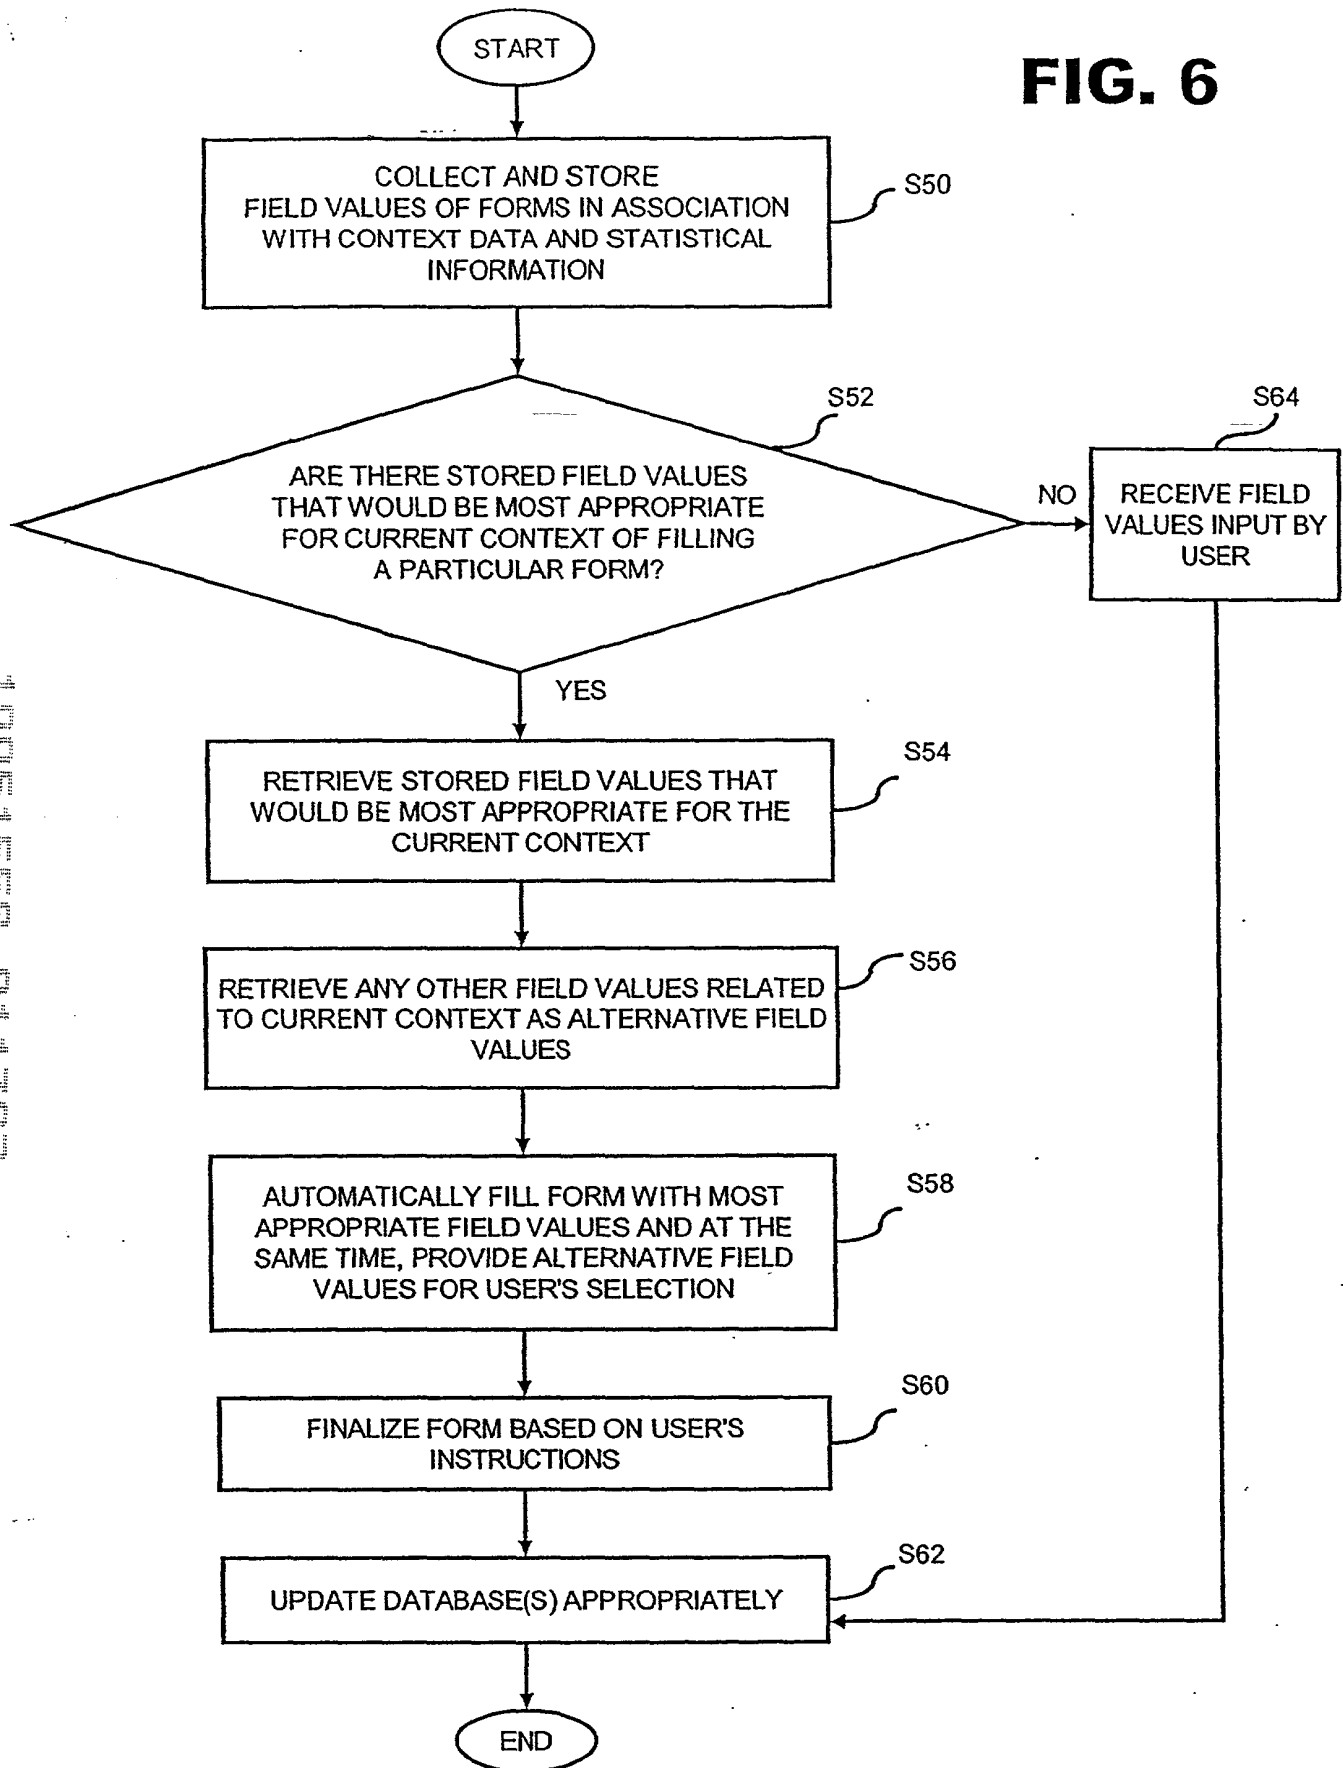 START
FIG. 6
COLLECT AND STORE
FIELD VALUES OF FORMS IN ASSOCIATION
WITH CONTEXT DATA AND STATISTICAL
INFORMATION
S50
S52
S64
ARE THERE STORED FIELD VALUES
THAT WOULD BE MOST APPROPRIATE
FOR CURRENT CONTEXT OF FILLING
A PARTICULAR FORM?
NO
RECEIVE FIELD
VALUES INPUT BY
USER
YES
S54
RETRIEVE STORED FIELD VALUES THAT
WOULD BE MOST APPROPRIATE FOR THE
CURRENT CONTEXT
S56
RETRIEVE ANY OTHER FIELD VALUES RELATED
TO CURRENT CONTEXT AS ALTERNATIVE FIELD
VALUES
S58
AUTOMATICALLY FILL FORM WITH MOST
APPROPRIATE FIELD VALUES AND AT THE
SAME TIME, PROVIDE ALTERNATIVE FIELD
VALUES FOR USER'S SELECTION
S60
FINALIZE FORM BASED ON USER'S
INSTRUCTIONS
S62
UPDATE DATABASE(S) APPROPRIATELY
END